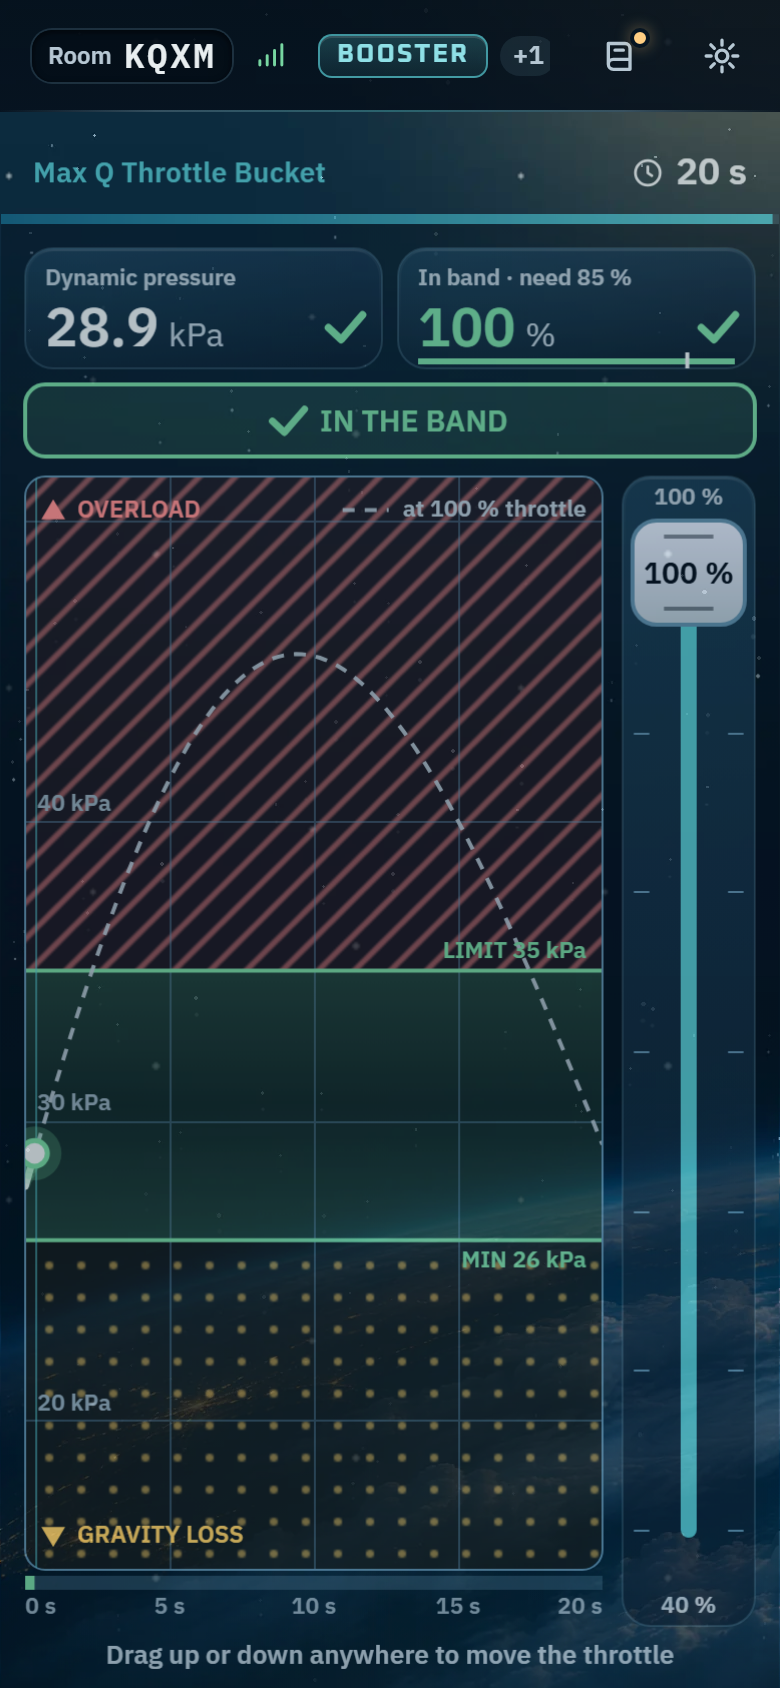 Room KQXM BOOSTER +1
Max Q Throttle Bucket 20 s
Dynamic pressure
28.9 kPa
In band · need 85 %
100 %
IN THE BAND
OVERLOAD
at 100 % throttle
40 kPa
LIMIT 35 kPa
30 kPa
MIN 26 kPa
20 kPa
GRAVITY LOSS
0 s 5 s 10 s 15 s 20 s
100 %
100 %
40 %
Drag up or down anywhere to move the throttle